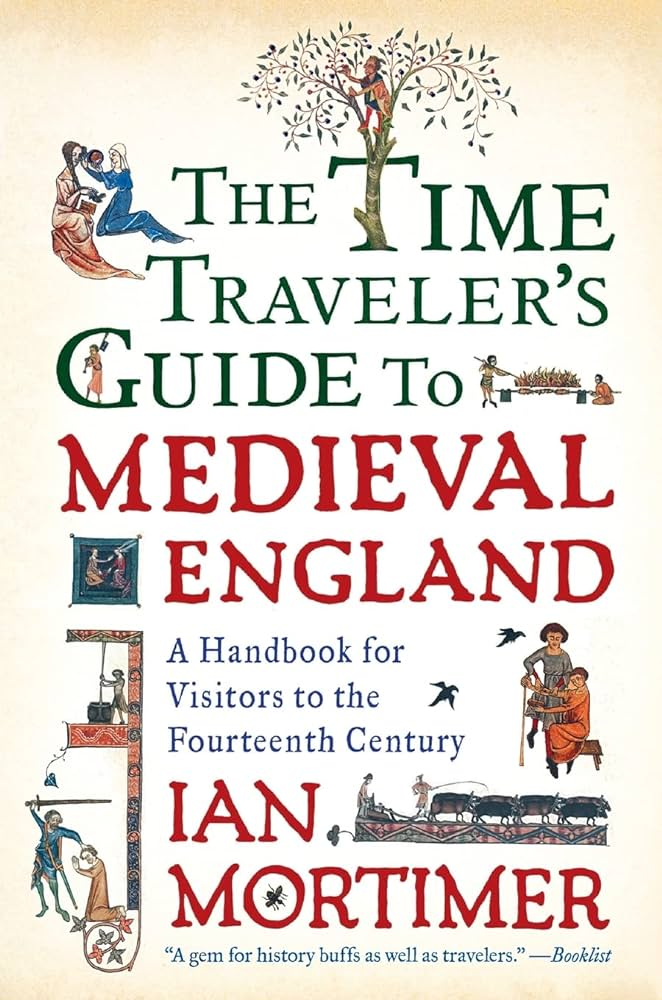 THE TIME
TRAVELER'S
GUIDE TO
MEDIEVAL
ENGLAND
A Handbook for
Visitors to the
Fourteenth Century
IAN
MORTIMER
“A gem for history buffs as well as travelers.” —Booklist